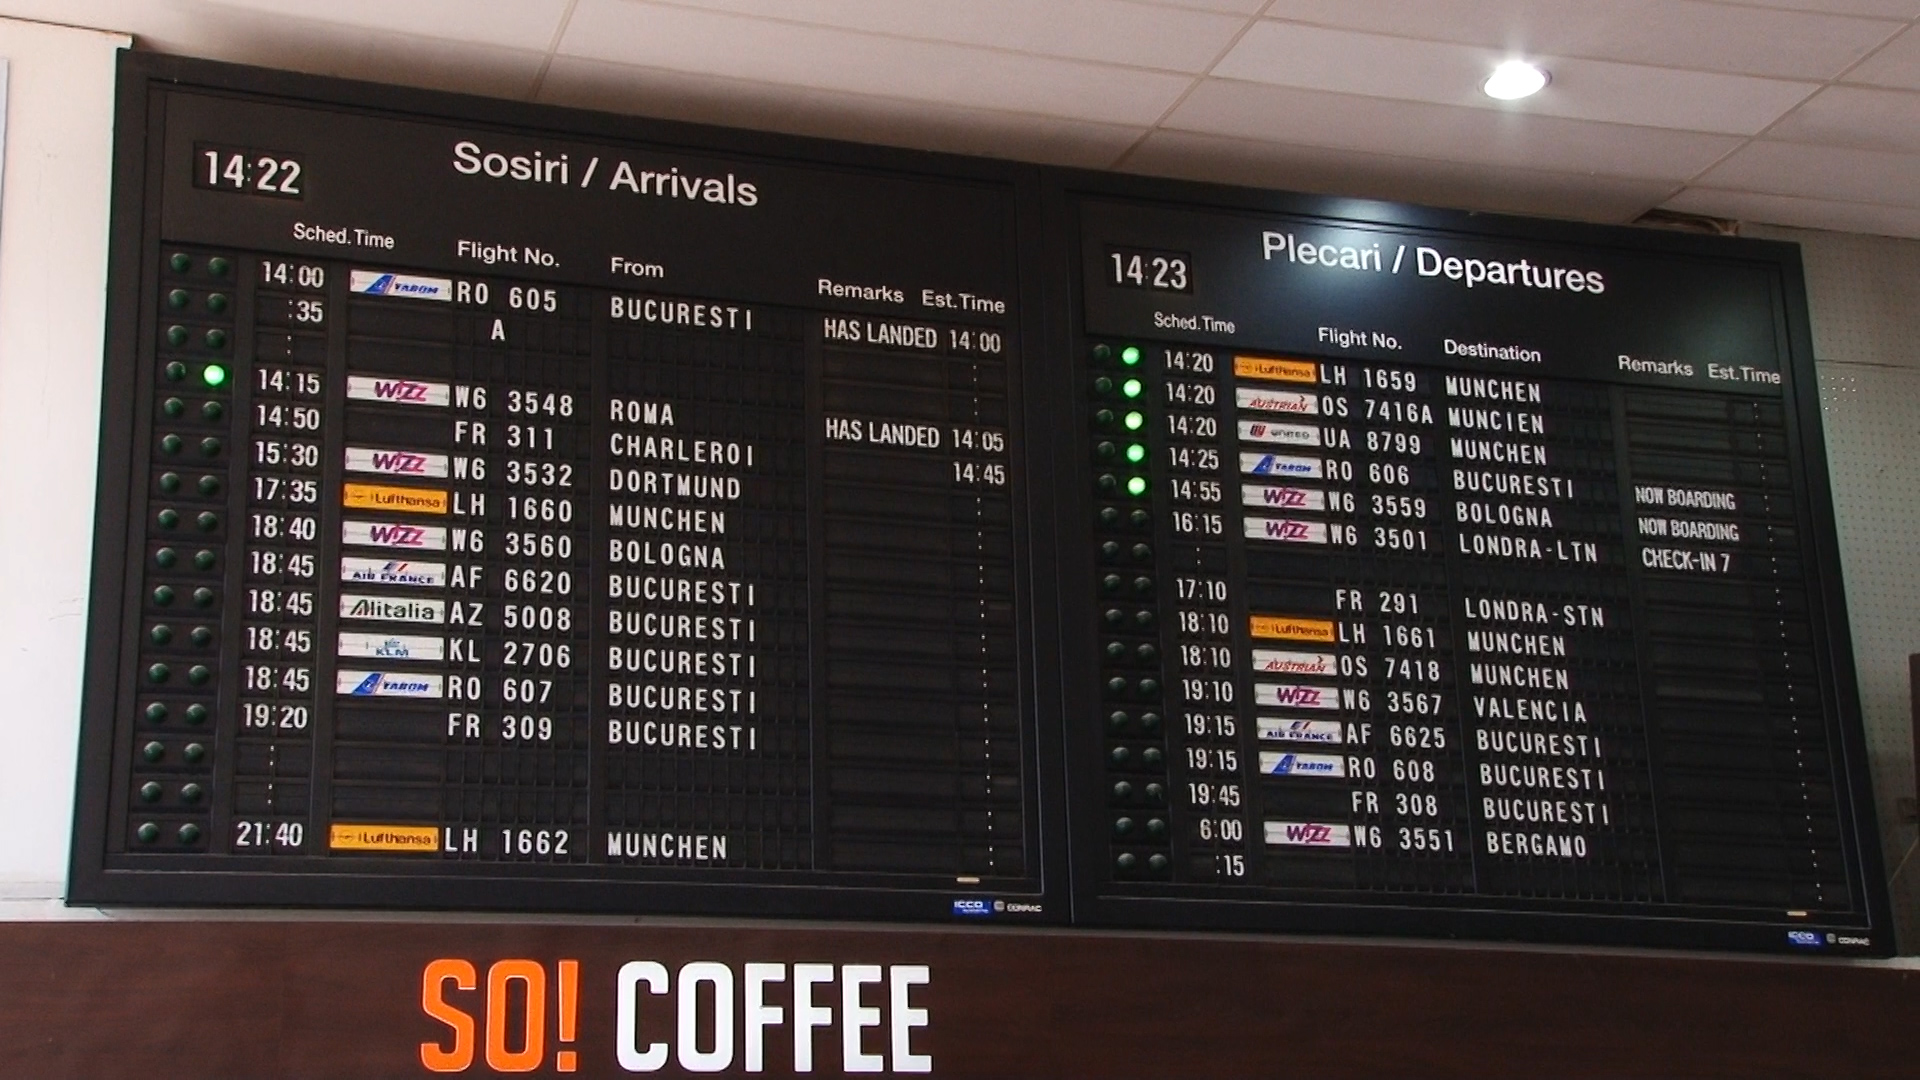 14:22
Sosiri / Arrivals
Sched.Time Flight No. From Remarks Est.Time
14:00 TAROM RO 605 BUCURESTI HAS LANDED 14:00
:35 A
:
14:15 WIZZ W6 3548 ROMA HAS LANDED 14:05
14:50 FR 311 CHARLEROI 14:45
15:30 WIZZ W6 3532 DORTMUND
17:35 Lufthansa LH 1660 MUNCHEN
18:40 WIZZ W6 3560 BOLOGNA
18:45 AIR FRANCE AF 6620 BUCURESTI
18:45 Alitalia AZ 5008 BUCURESTI
18:45 KLM KL 2706 BUCURESTI
18:45 TAROM RO 607 BUCURESTI
19:20 FR 309 BUCURESTI
:
:
21:40 Lufthansa LH 1662 MUNCHEN
ICCO CONRAC
14:23
Plecari / Departures
Sched.Time Flight No. Destination Remarks Est.Time
14:20 Lufthansa LH 1659 MUNCHEN
14:20 AUSTRIAN OS 7416A MUNCIEN
14:20 UNITED UA 8799 MUNCHEN
14:25 TAROM RO 606 BUCURESTI NOW BOARDING
14:55 WIZZ W6 3559 BOLOGNA NOW BOARDING
16:15 WIZZ W6 3501 LONDRA-LTN CHECK-IN 7
:
17:10 FR 291 LONDRA-STN
18:10 Lufthansa LH 1661 MUNCHEN
18:10 AUSTRIAN OS 7418 MUNCHEN
19:10 WIZZ W6 3567 VALENCIA
19:15 AIR FRANCE AF 6625 BUCURESTI
19:15 TAROM RO 608 BUCURESTI
19:45 FR 308 BUCURESTI
6:00 WIZZ W6 3551 BERGAMO
:15
ICCO CONRAC
SO! COFFEE